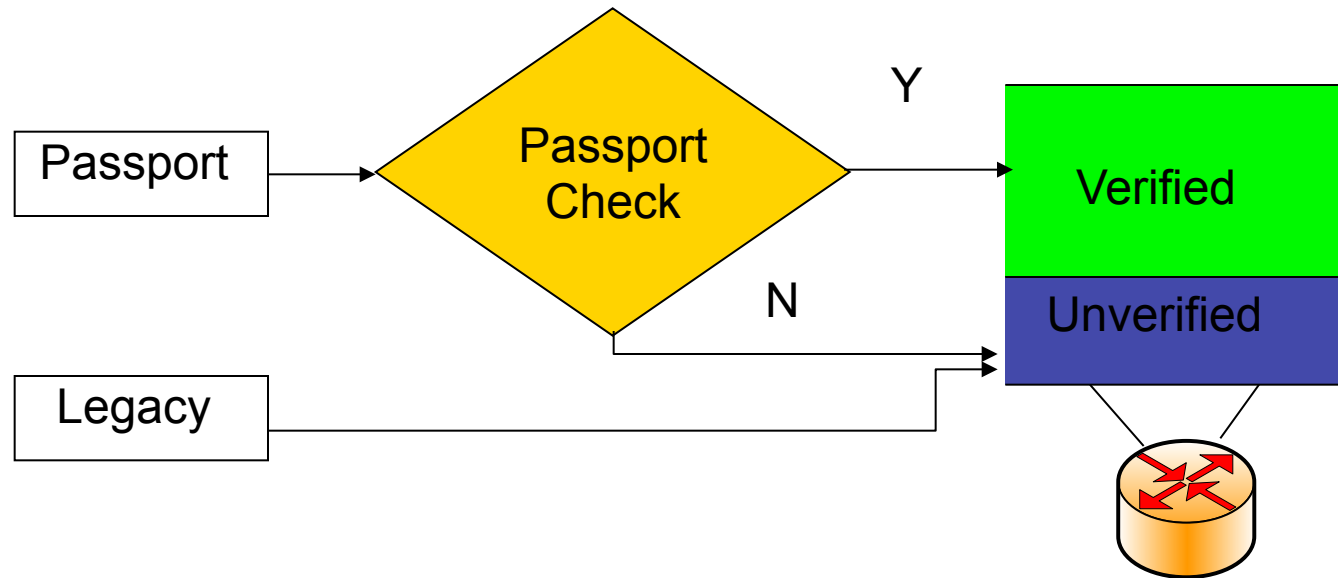 Passport
Passport
Check
Y
Verified
N
Unverified
Legacy